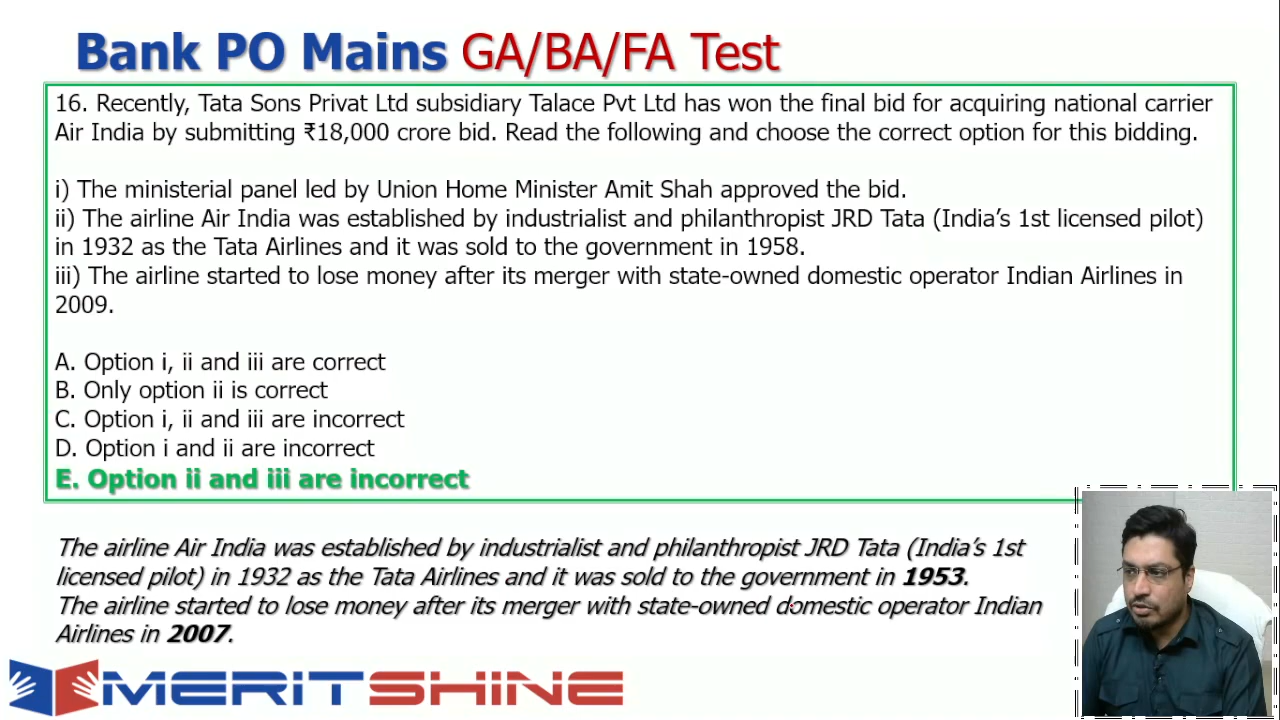 Bank PO Mains GA/BA/FA Test
16. Recently, Tata Sons Privat Ltd subsidiary Talace Pvt Ltd has won the final bid for acquiring national carrier
Air India by submitting ₹18,000 crore bid. Read the following and choose the correct option for this bidding.
i) The ministerial panel led by Union Home Minister Amit Shah approved the bid.
ii) The airline Air India was established by industrialist and philanthropist JRD Tata (India’s 1st licensed pilot)
in 1932 as the Tata Airlines and it was sold to the government in 1958.
iii) The airline started to lose money after its merger with state-owned domestic operator Indian Airlines in
2009.
A. Option i, ii and iii are correct
B. Only option ii is correct
C. Option i, ii and iii are incorrect
D. Option i and ii are incorrect
E. Option ii and iii are incorrect
The airline Air India was established by industrialist and philanthropist JRD Tata (India’s 1st
licensed pilot) in 1932 as the Tata Airlines and it was sold to the government in 1953.
The airline started to lose money after its merger with state-owned domestic operator Indian
Airlines in 2007.
MERITSHINE